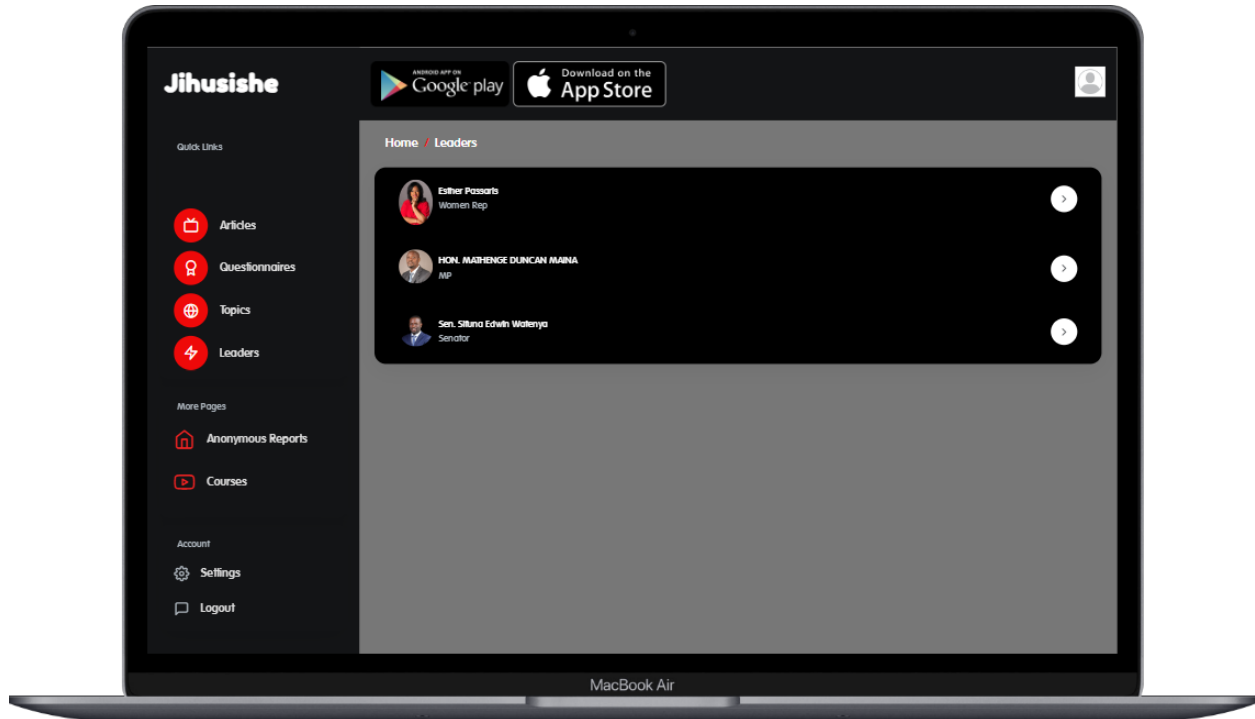 Jihusishe
ANDROID APP ON
Google play
Download on the
App Store
Quick Links
Articles
Questionnaires
Topics
Leaders
More Pages
Anonymous Reports
Courses
Account
Settings
Logout
Home / Leaders
Esther Passaris
Women Rep
HON. MATHENGE DUNCAN MAINA
MP
Sen. Sifuna Edwin Watenya
Senator
MacBook Air